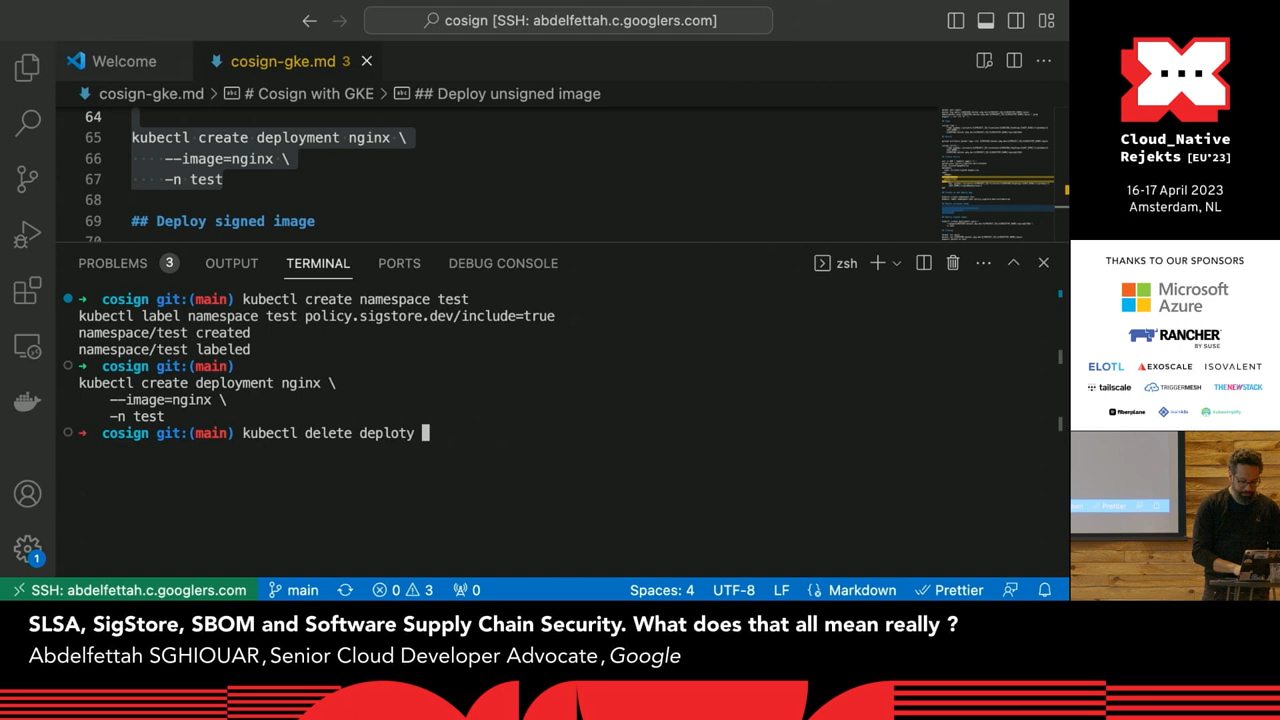 cosign [SSH: abdelfettah.c.googlers.com]
Welcome
cosign-gke.md 3
cosign-gke.md > # Cosign with GKE > ## Deploy unsigned image
64
65 kubectl create deployment nginx \
66 --image=nginx \
67 -n test
68
69 ## Deploy signed image
70
PROBLEMS 3 OUTPUT TERMINAL PORTS DEBUG CONSOLE
zsh
➜ cosign git:(main) kubectl create namespace test
kubectl label namespace test policy.sigstore.dev/include=true
namespace/test created
namespace/test labeled
➜ cosign git:(main)
kubectl create deployment nginx \
--image=nginx \
-n test
➜ cosign git:(main) kubectl delete deploty
1
SSH: abdelfettah.c.googlers.com main 0 3 0 Spaces: 4 UTF-8 LF Markdown Prettier
Cloud_Native
Rejekts [EU'23]
16-17 April 2023
Amsterdam, NL
THANKS TO OUR SPONSORS
Microsoft
Azure
RANCHER
BY SUSE
ELOTL EXOSCALE ISOVALENT
tailscale TRIGGERMESH THENEWSTACK
fiberplane
Prettier
SLSA, SigStore, SBOM and Software Supply Chain Security. What does that all mean really ?
Abdelfettah SGHIOUAR, Senior Cloud Developer Advocate, Google